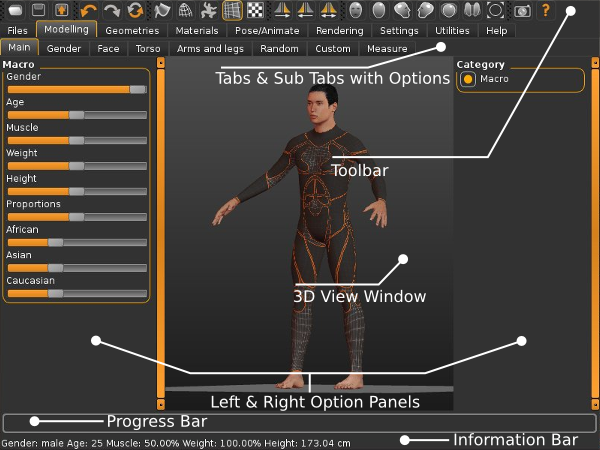 ?
Files Modelling Geometries Materials Pose/Animate Rendering Settings Utilities Help
Main Gender Face Torso Arms and legs Random Custom Measure
Macro
Category
Gender
Macro
Tabs & Sub Tabs with Options
Age
Muscle
Weight
Toolbar
Height
Proportions
African
Asian
Caucasian
3D View Window
Left & Right Option Panels
Progress Bar
Information Bar
Gender: male Age: 25 Muscle: 50.00% Weight: 100.00% Height: 173.04 cm